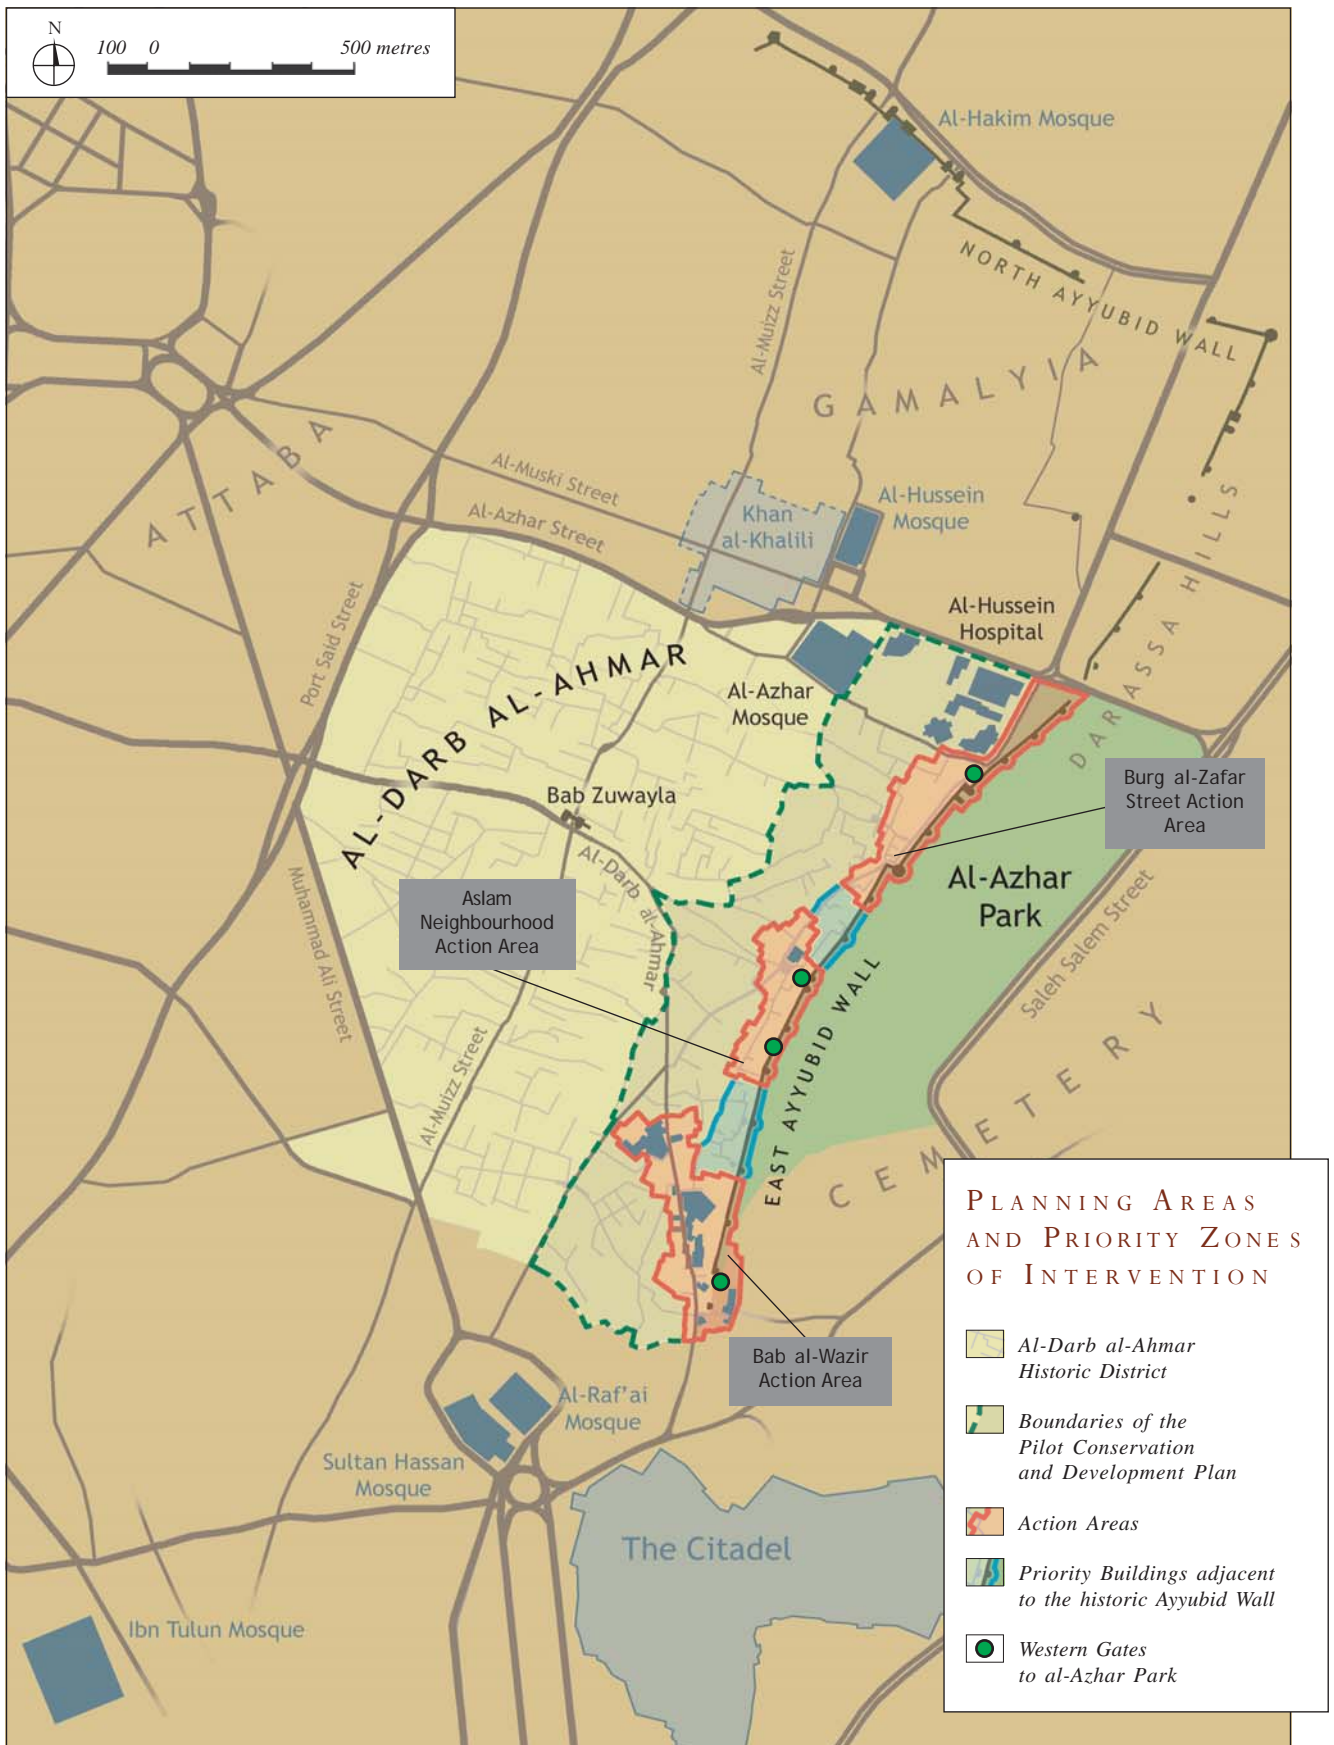 N
100 0 500 metres
Al-Hakim Mosque
NORTH AYYUBID WALL
Al-Muizz Street
GAMALYIA
ATTABA
Al-Muski Street
Al-Azhar Street
Khan
al-Khalili
Al-Hussein
Mosque
DARASSA HILLS
Al-Hussein
Hospital
Port Said Street
AL-DARB AL-AHMAR
Al-Azhar
Mosque
Bab Zuwayla
Burg al-Zafar
Street Action
Area
Al-Darb al-Ahmar
Al-Azhar
Park
Aslam
Neighbourhood
Action Area
Muhammad Ali Street
Saleh Salem Street
EAST AYYUBID WALL
Al-Muizz Street
CEMETERY
Bab al-Wazir
Action Area
Al-Raf'ai
Mosque
Sultan Hassan
Mosque
The Citadel
Ibn Tulun Mosque
PLANNING AREAS
AND PRIORITY ZONES
OF INTERVENTION
Al-Darb al-Ahmar
Historic District
Boundaries of the
Pilot Conservation
and Development Plan
Action Areas
Priority Buildings adjacent
to the historic Ayyubid Wall
Western Gates
to al-Azhar Park